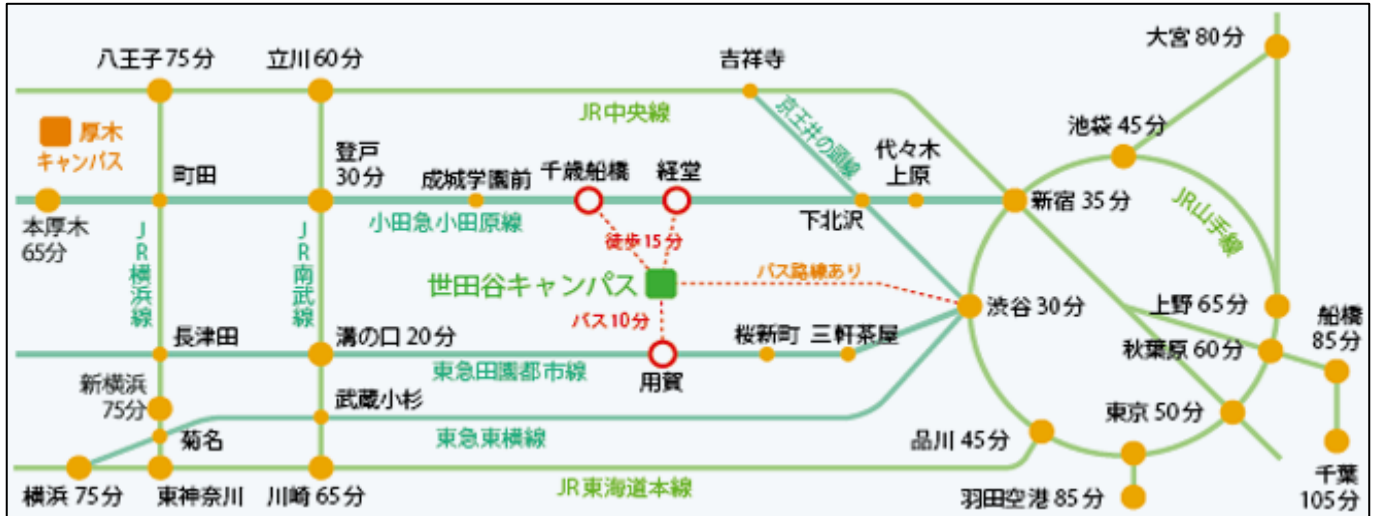 大宮 80分
八王子 75分
立川 60分
吉祥寺
JR中央線
京王井の頭線
池袋 45分
厚木
キャンパス
町田
登戸
30分
成城学園前
千歳船橋
経堂
代々木
上原
新宿 35分
JR山手線
本厚木
65分
小田急小田原線
下北沢
JR横浜線
JR南武線
徒歩15分
世田谷キャンパス
バス路線あり
渋谷 30分
上野 65分
船橋
85分
バス10分
長津田
溝の口 20分
桜新町
三軒茶屋
秋葉原 60分
東急田園都市線
用賀
新横浜
75分
武蔵小杉
東京 50分
菊名
東急東横線
品川 45分
横浜 75分
東神奈川
川崎 65分
JR東海道本線
羽田空港 85分
千葉
105分